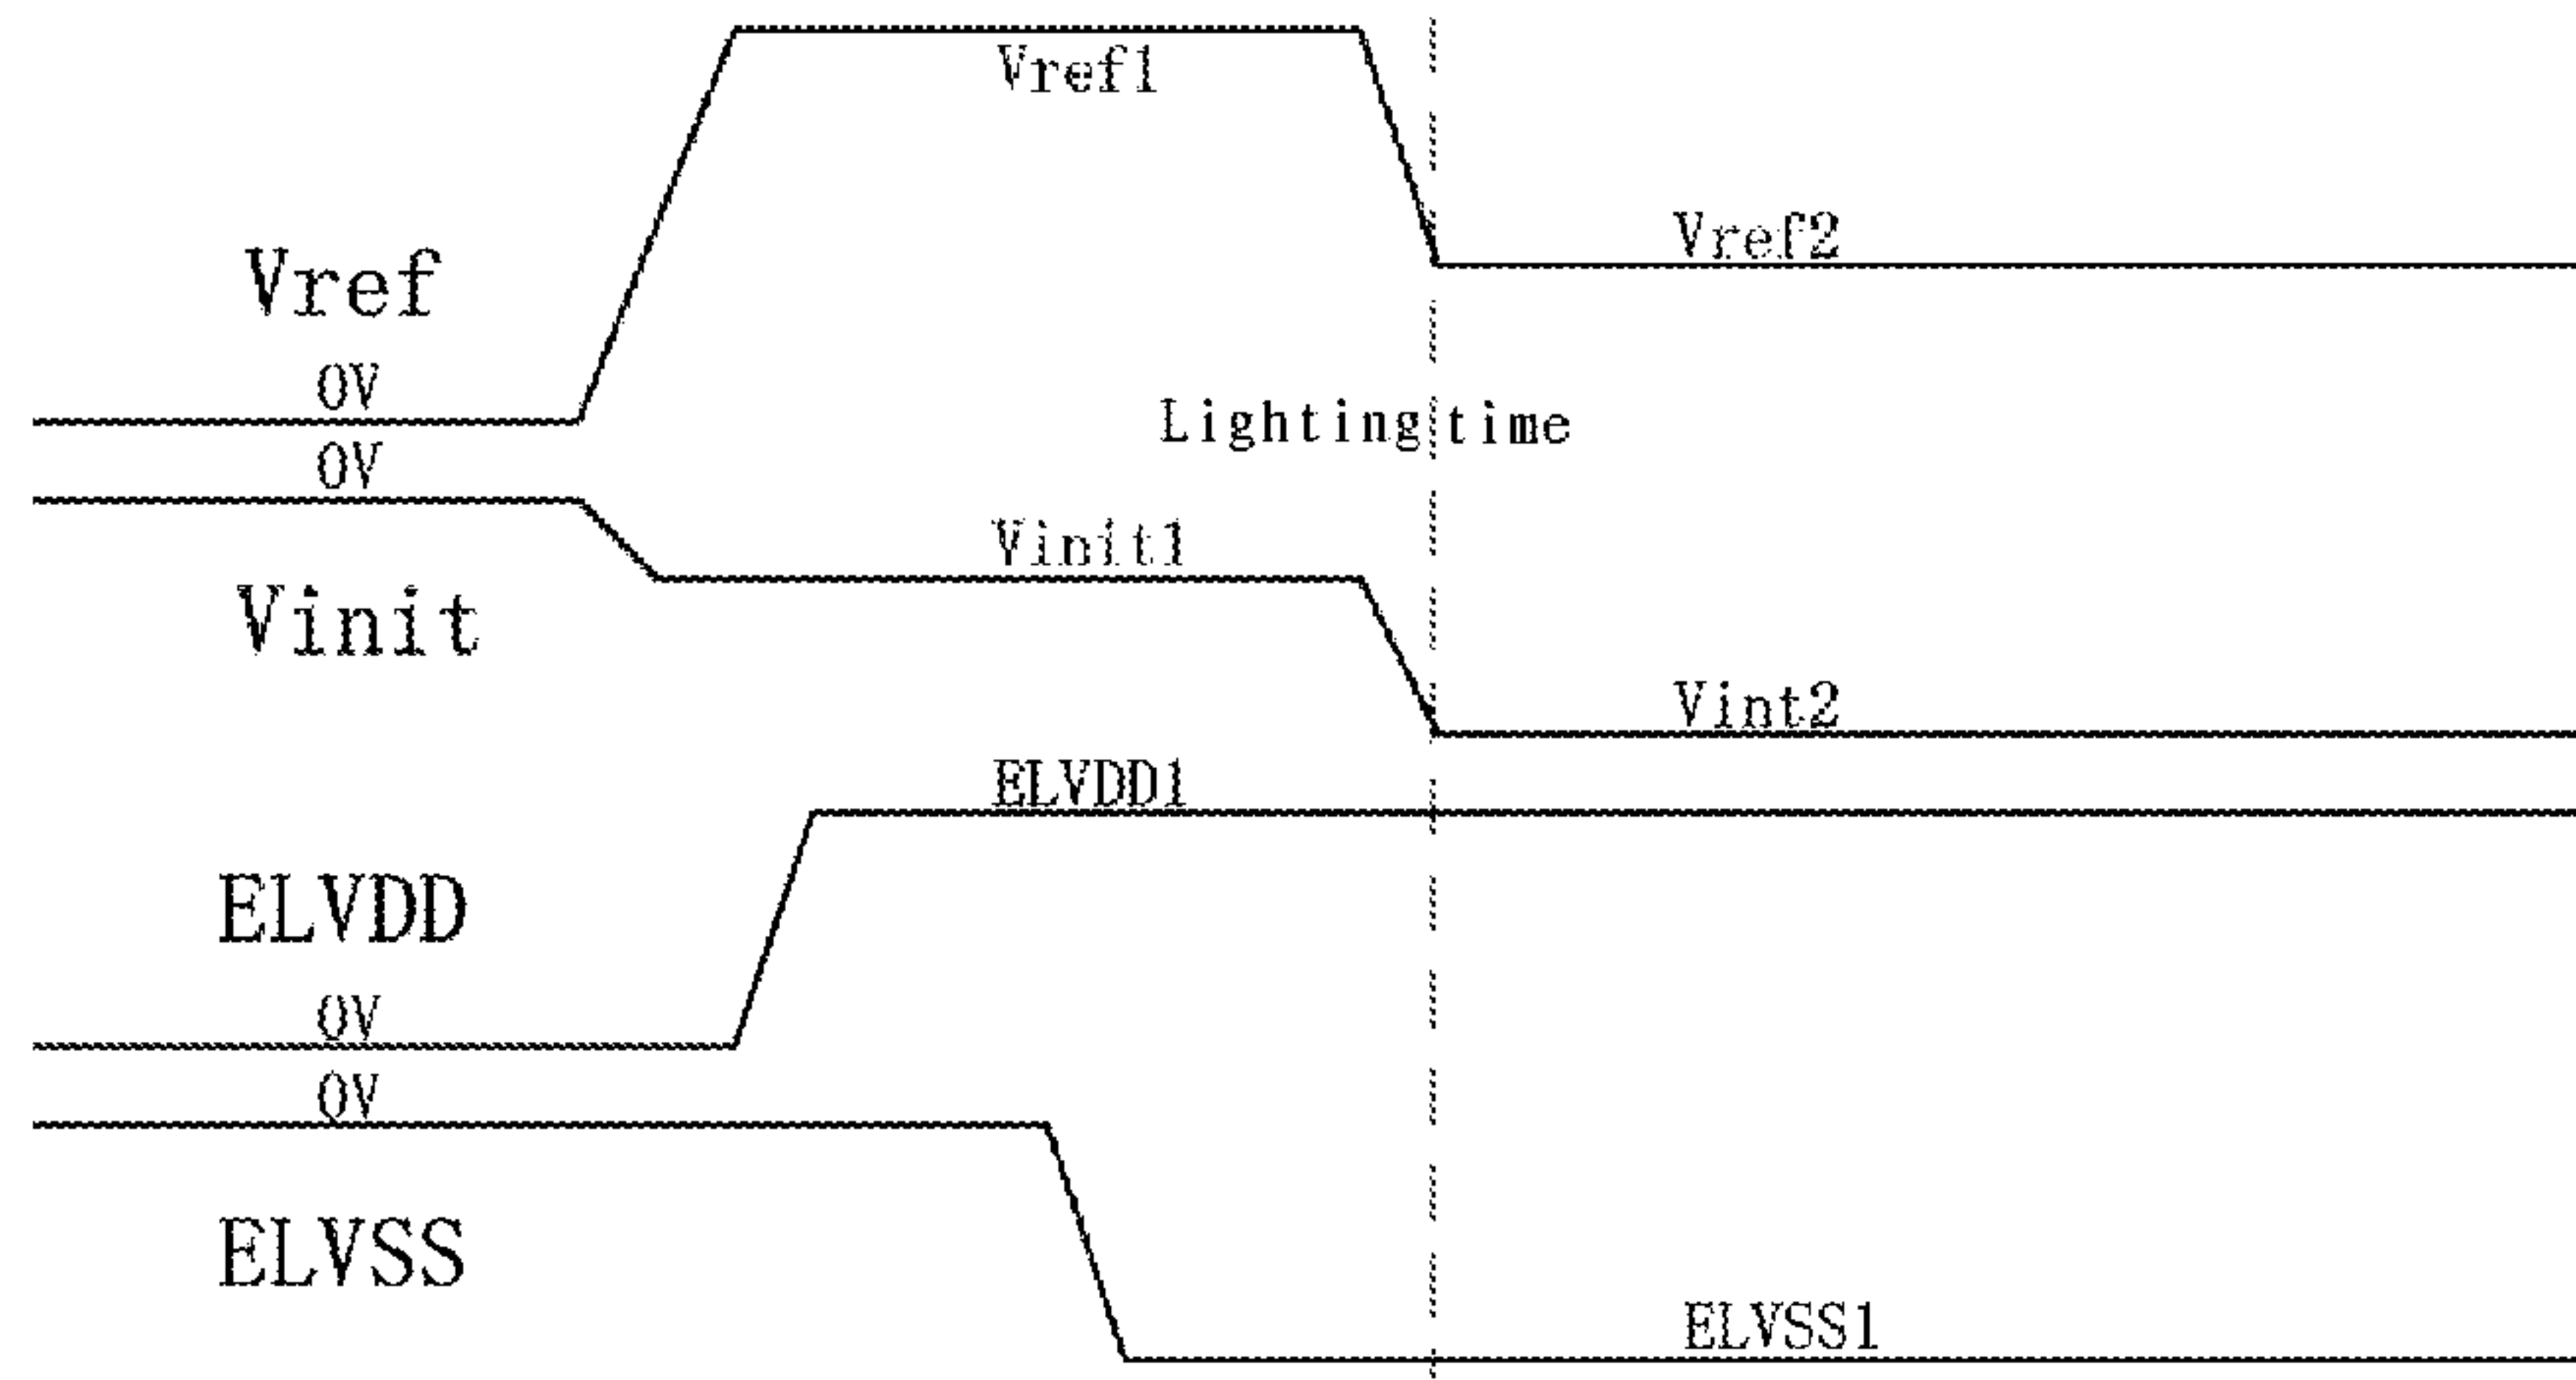 Vref1
Vref2
Vref
0V
Lighting time
0V
Vinit1
Vinit
Vint2
ELVDD1
ELVDD
0V
0V
ELVSS
ELVSS1